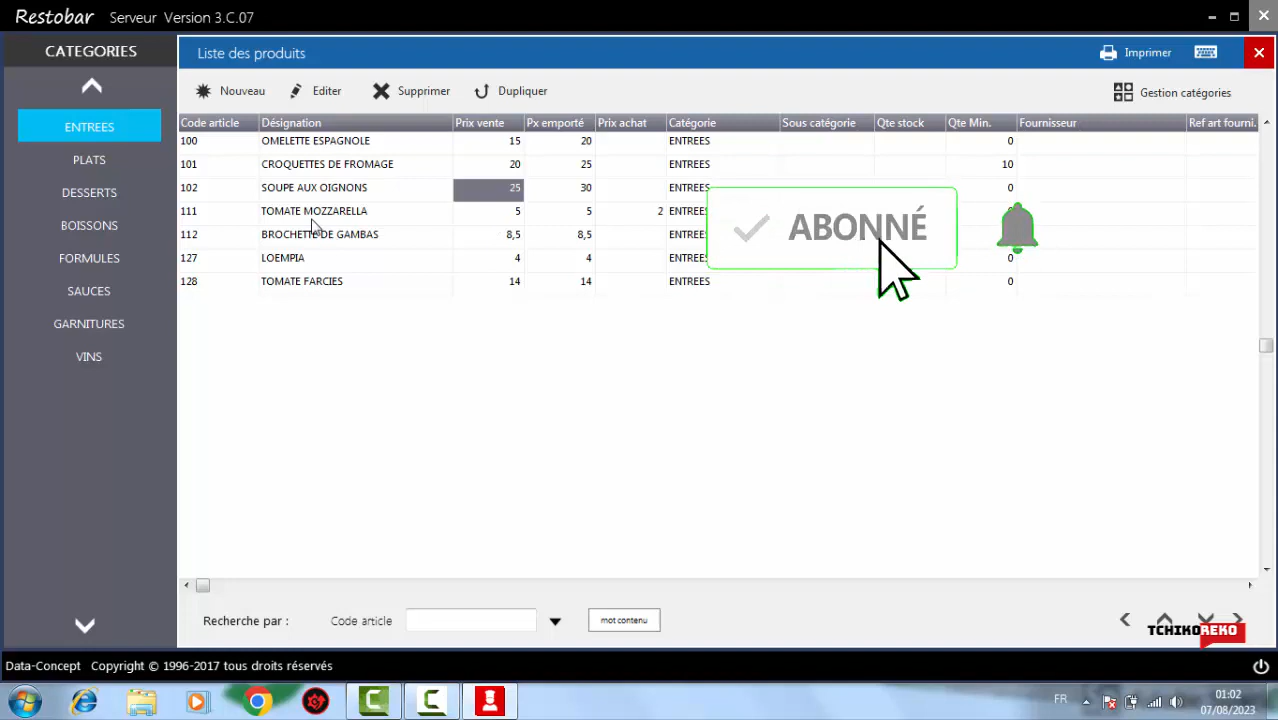 Restobar Serveur Version 3.C.07
CATEGORIES
Liste des produits
Imprimer
Nouveau Editer Supprimer Dupliquer
Gestion catégories
ENTREES
PLATS
DESSERTS
BOISSONS
FORMULES
SAUCES
GARNITURES
VINS
Code article Désignation Prix vente Px emporté Prix achat Catégorie Sous catégorie Qte stock Qte Min. Fournisseur Ref art fourni.
100 OMELETTE ESPAGNOLE 15 20 ENTREES 0
101 CROQUETTES DE FROMAGE 20 25 ENTREES 10
102 SOUPE AUX OIGNONS 25 30 ENTREES 0
111 TOMATE MOZZARELLA 5 5 2 ENTREES
112 BROCHETTE DE GAMBAS 8,5 8,5 ENTREES
127 LOEMPIA 4 4 ENTREES 0
128 TOMATE FARCIES 14 14 ENTREES 0
ABONNÉ
Recherche par : Code article mot contenu
TCHIKOREKO
Data-Concept Copyright © 1996-2017 tous droits réservés
FR
01:02
07/08/2023